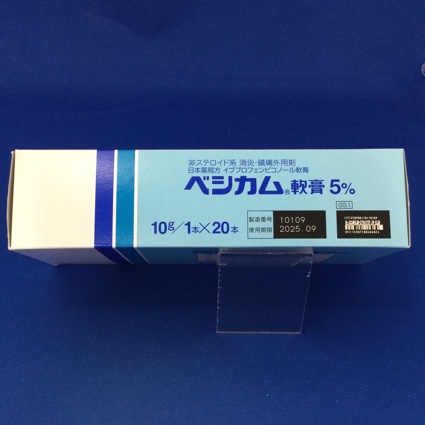 非ステロイド系 消炎・鎮痛外用剤
日本薬局方 イブプロフェンピコノール軟膏
ベシカム®軟膏 5%
GS1
10g/1本×20本
製造番号 10109
使用期限 2025.09